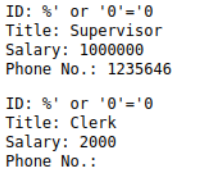 ID: %' or '0'='0
Title: Supervisor
Salary: 1000000
Phone No.: 1235646
ID: %' or '0'='0
Title: Clerk
Salary: 2000
Phone No.: